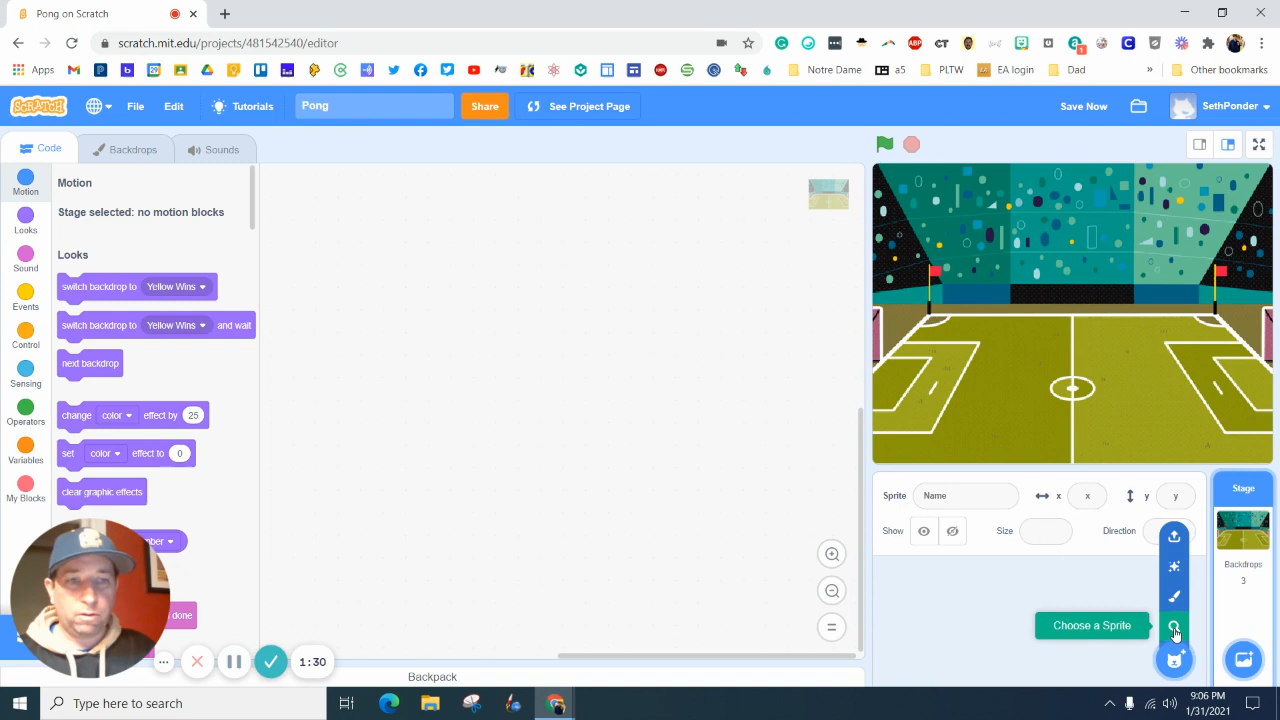 Pong on Scratch
scratch.mit.edu/projects/481542540/editor
Apps
Notre Dame
a5
PLTW
EA login
Dad
Other bookmarks
SCRATCH
File
Edit
Tutorials
Pong
Share
See Project Page
Save Now
SethPonder
Code
Backdrops
Sounds
Motion
Looks
Sound
Events
Control
Sensing
Operators
Variables
My Blocks
Motion
Stage selected: no motion blocks
Looks
switch backdrop to Yellow Wins
switch backdrop to Yellow Wins and wait
next backdrop
change color effect by 25
set color effect to 0
clear graphic effects
done
1:30
Backpack
Sprite Name x x y y
Show Size Direction
Choose a Sprite
Stage
Backdrops
3
Type here to search
9:06 PM
1/31/2021